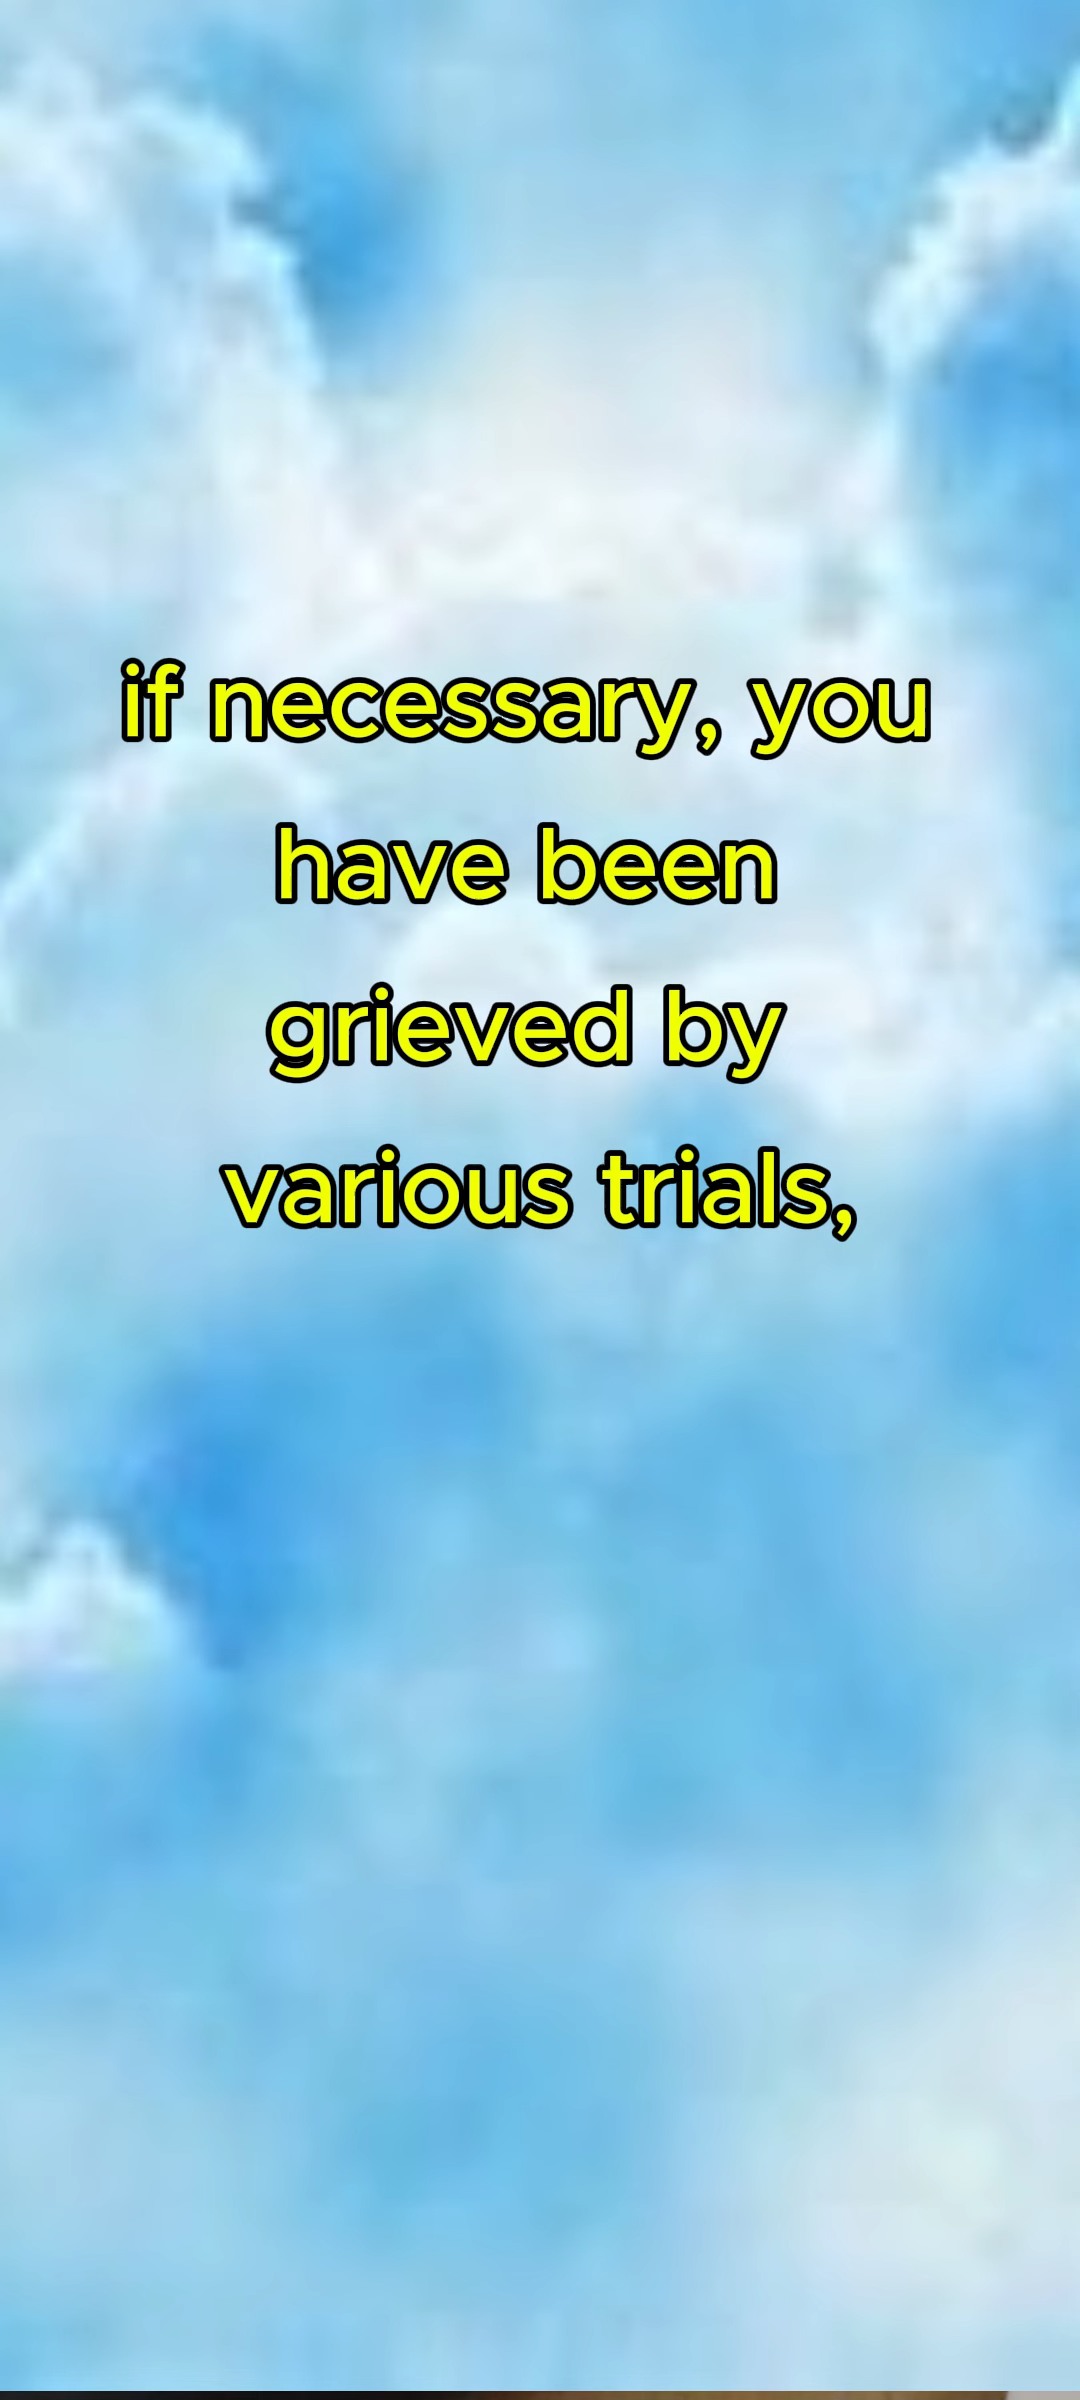 if necessary, you
have been
grieved by
various trials,